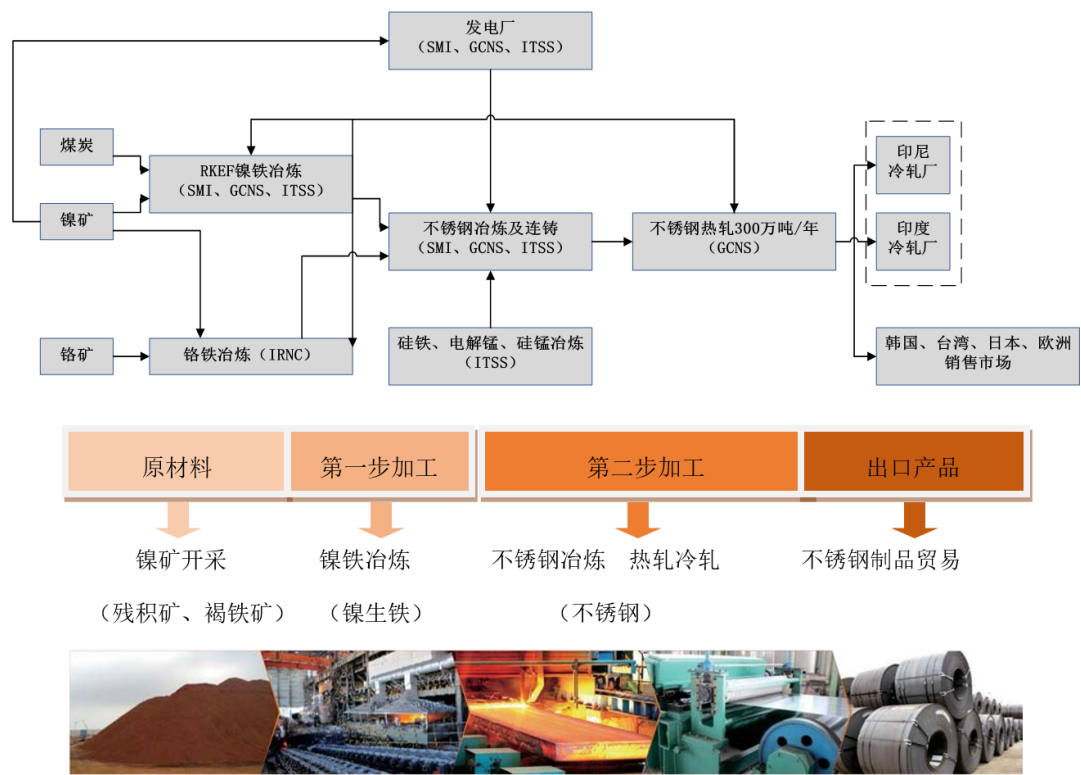 发电厂
(SMI、GCNS、ITSS)
煤炭
RKEF镍铁冶炼
(SMI、GCNS、ITSS)
镍矿
不锈钢冶炼及连铸
(SMI、GCNS、ITSS)
不锈钢热轧300万吨/年
(GCNS)
印尼
冷轧厂
印度
冷轧厂
铬矿
铬铁冶炼(IRNC)
硅铁、电解锰、硅锰冶炼
(ITSS)
韩国、台湾、日本、欧洲
销售市场
原材料
第一步加工
第二步加工
出口产品
镍矿开采
镍铁冶炼
不锈钢冶炼 热轧冷轧
不锈钢制品贸易
(残积矿、褐铁矿)
(镍生铁)
(不锈钢)